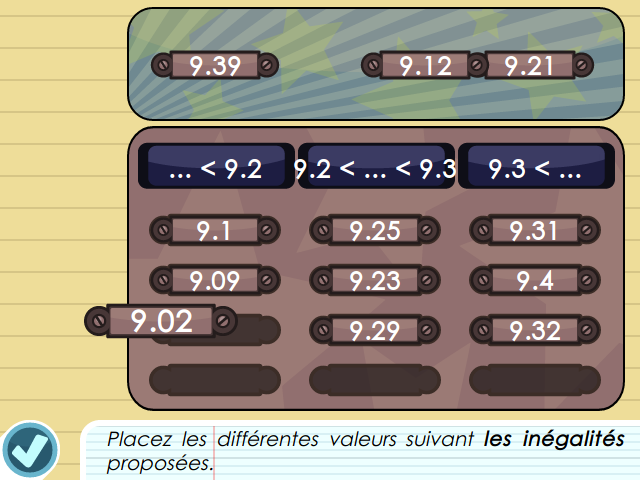 9.39 9.12 9.21
... < 9.2 9.2 < ... < 9.3 9.3 < ...
9.1 9.25 9.31
9.09 9.23 9.4
9.02 9.29 9.32
Placez les différentes valeurs suivant les inégalités
proposées.